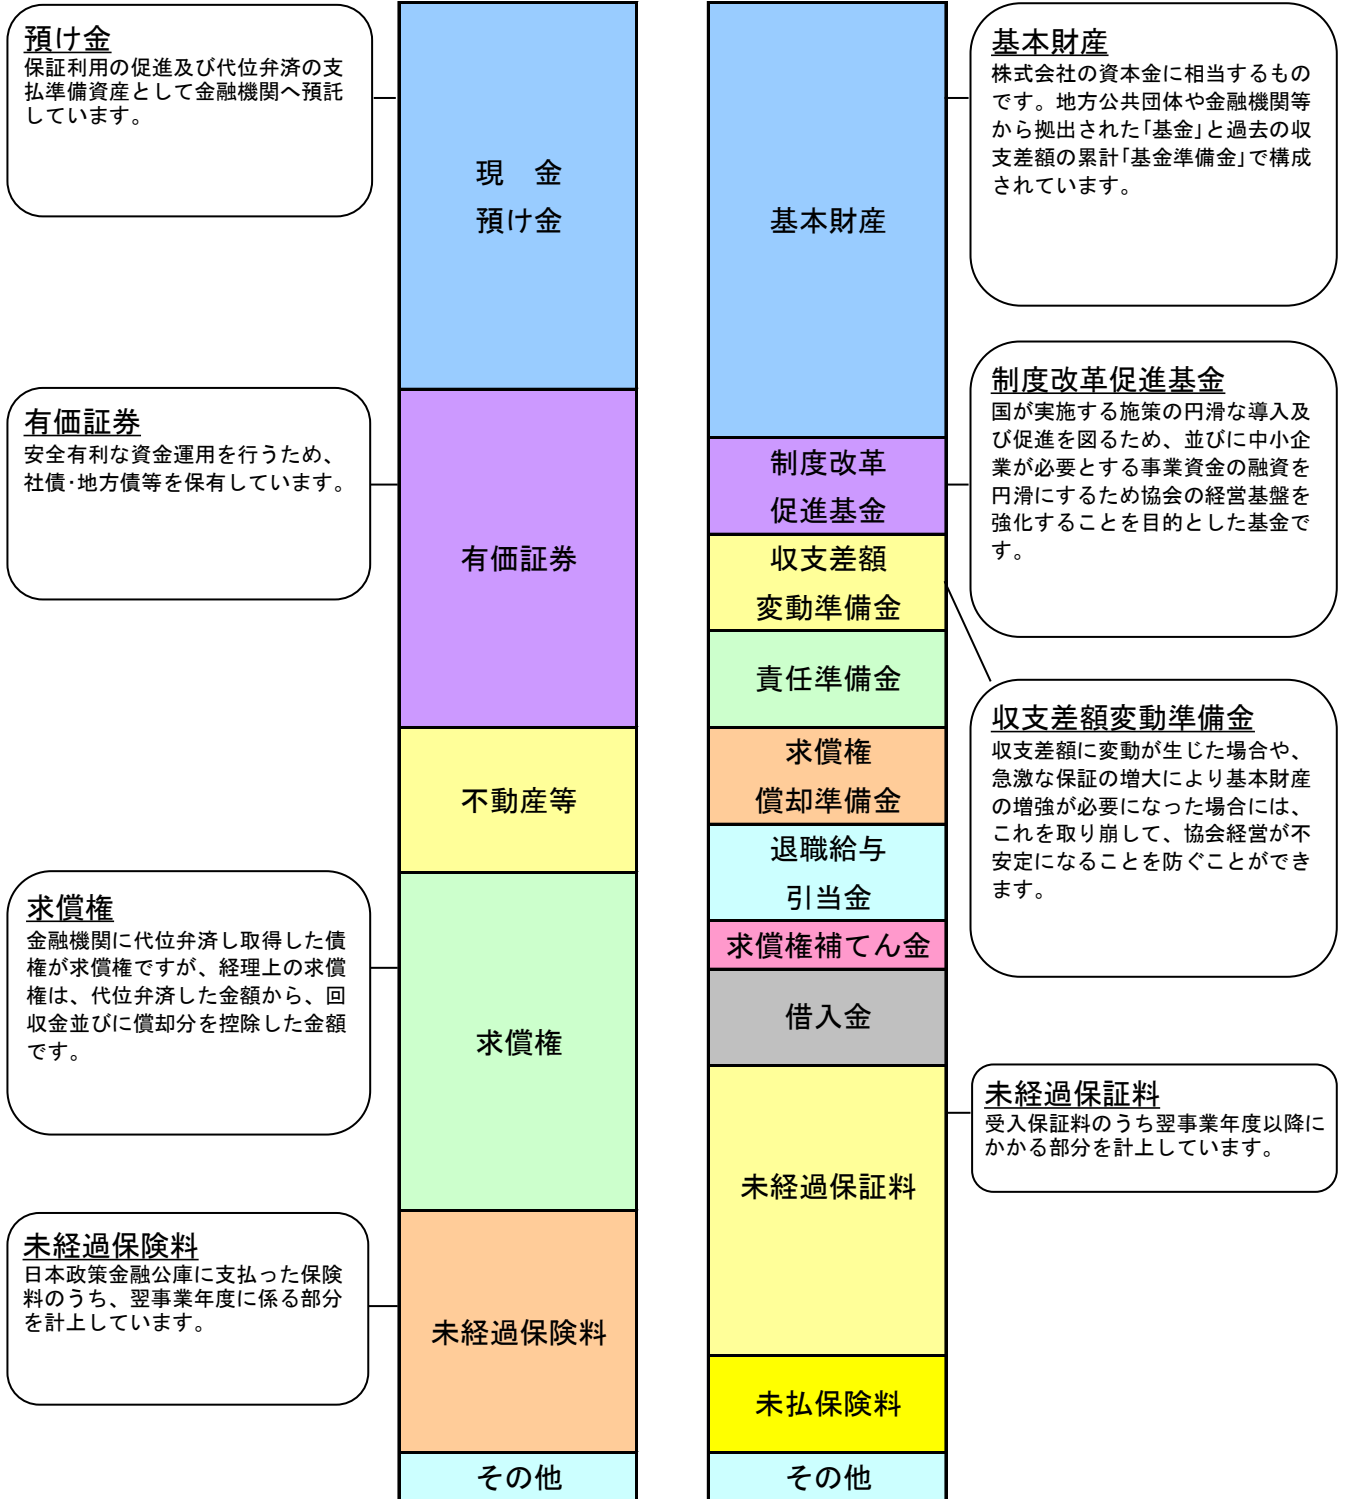 預け金
保証利用の促進及び代位弁済の支
払準備資産として金融機関へ預託
しています。
有価証券
安全有利な資金運用を行うため、
社債･地方債等を保有しています。
求償権
金融機関に代位弁済し取得した債
権が求償権ですが、経理上の求償
権は、代位弁済した金額から、回
収金並びに償却分を控除した金額
です。
未経過保険料
日本政策金融公庫に支払った保険
料のうち、翌事業年度に係る部分
を計上しています。
現　金
預け金
有価証券
不動産等
求償権
未経過保険料
その他
基本財産
制度改革
促進基金
収支差額
変動準備金
責任準備金
求償権
償却準備金
退職給与
引当金
求償権補てん金
借入金
未経過保証料
未払保険料
その他
基本財産
株式会社の資本金に相当するもの
です。地方公共団体や金融機関等
から拠出された｢基金｣と過去の収
支差額の累計｢基金準備金｣で構成
されています。
制度改革促進基金
国が実施する施策の円滑な導入及
び促進を図るため、並びに中小企
業が必要とする事業資金の融資を
円滑にするため協会の経営基盤を
強化することを目的とした基金で
す。
収支差額変動準備金
収支差額に変動が生じた場合や、
急激な保証の増大により基本財産
の増強が必要になった場合には、
これを取り崩して、協会経営が不
安定になることを防ぐことができ
ます。
未経過保証料
受入保証料のうち翌事業年度以降に
かかる部分を計上しています。